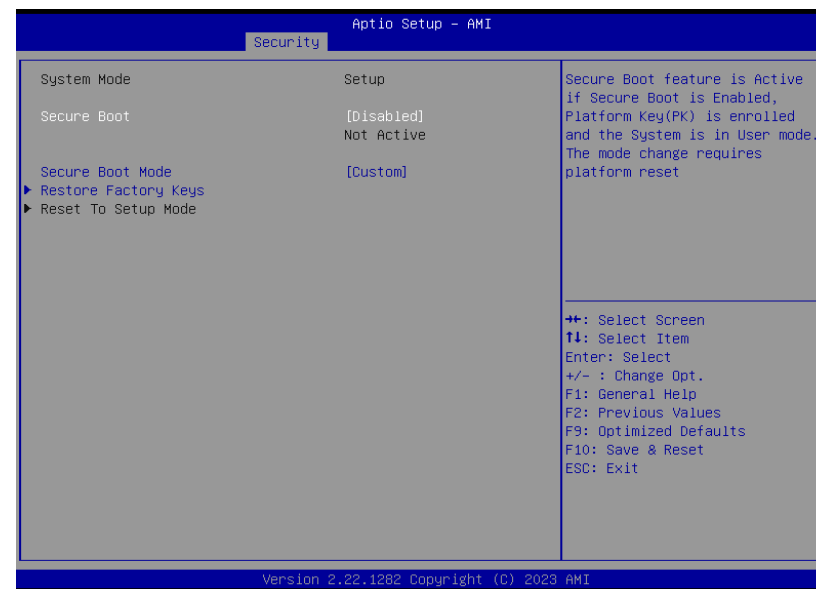 Aptio Setup – AMI
Security
System Mode Setup
Secure Boot [Disabled]
Not Active
Secure Boot Mode [Custom]
▶ Restore Factory Keys
▶ Reset To Setup Mode
Secure Boot feature is Active
if Secure Boot is Enabled,
Platform Key(PK) is enrolled
and the System is in User mode.
The mode change requires
platform reset
→←: Select Screen
↑↓: Select Item
Enter: Select
+/- : Change Opt.
F1: General Help
F2: Previous Values
F9: Optimized Defaults
F10: Save & Reset
ESC: Exit
Version 2.22.1282 Copyright (C) 2023 AMI